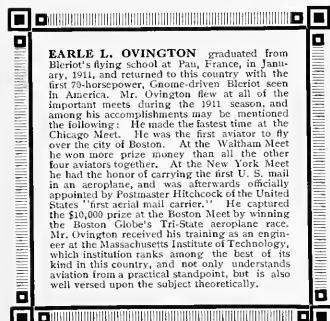 EARLE L. OVINGTON graduated from
Bleriot's flying school at Pau, France, in Janu-
ary, 1911, and returned to this country with the
first 70-horsepower, Gnome-driven Bleriot seen
in America. Mr. Ovington flew at all of the
important meets during the 1911 season, and
among his accomplishments may be mentioned
the following: He made the fastest time at the
Chicago Meet. He was the first aviator to fly
over the city of Boston. At the Waltham Meet
he won more prize money than all the other
four aviators together. At the New York Meet
he had the honor of carrying the first U. S. mail
in an aeroplane, and was afterwards officially
appointed by Postmaster Hitchcock of the United
States "first aerial mail carrier." He captured
the $10,000 prize at the Boston Meet by winning
the Boston Globe's Tri-State aeroplane race.
Mr. Ovington received his training as an engin-
eer at the Massachusetts Institute of Technology,
which institution ranks among the best of its
kind in this country, and not only understands
aviation from a practical standpoint, but is also
well versed upon the subject theoretically.